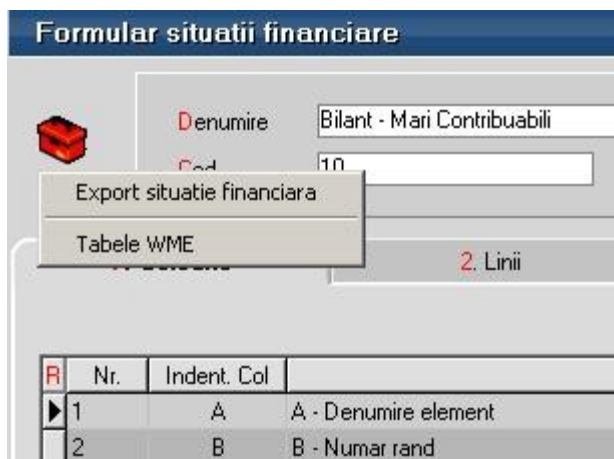 Formular situatii financiare
Denumire
Bilant - Mari Contribuabili
Cod
10
Export situatie financiara
Tabele WME
2. Linii
R Nr. Indent. Col
1 A A - Denumire element
2 B B - Numar rand